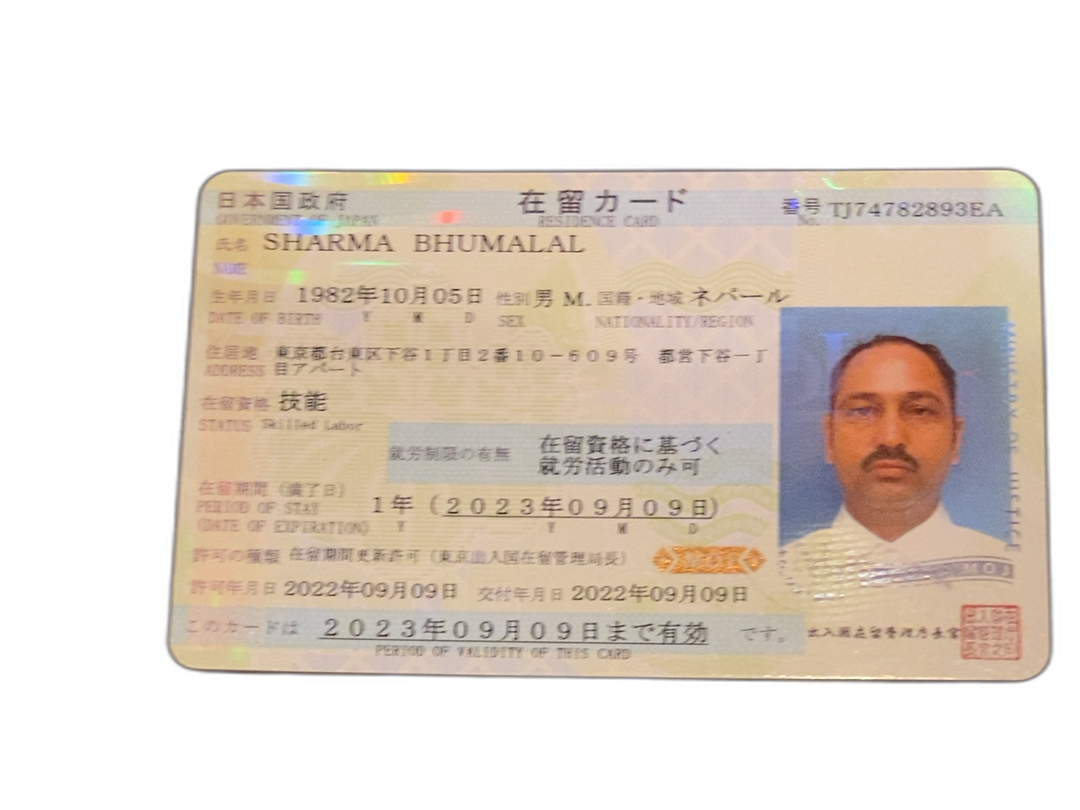 日本国政府 在留カード 番号 TJ74782893EA
GOVERNMENT OF JAPAN RESIDENCE CARD No.
氏名 SHARMA BHUMALAL
NAME
生年月日 1982年10月05日 性別 男 M. 国籍・地域 ネパール
DATE OF BIRTH Y M D SEX NATIONALITY/REGION
住居地 東京都台東区下谷1丁目2番10-609号 都営下谷一丁
ADDRESS 目アパート
在留資格 技能
STATUS Skilled Labor
就労制限の有無 在留資格に基づく
就労活動のみ可
在留期間(満了日) 1年(2023年09月09日)
PERIOD OF STAY
(DATE OF EXPIRATION) Y Y M D
許可の種類 在留期間更新許可(東京出入国在留管理局長)
許可年月日 2022年09月09日 交付年月日 2022年09月09日
このカードは 2023年09月09日まで有効 です。
PERIOD OF VALIDITY OF THIS CARD
出入国在留管理庁長官
MINISTRY OF JUSTICE
MOJ